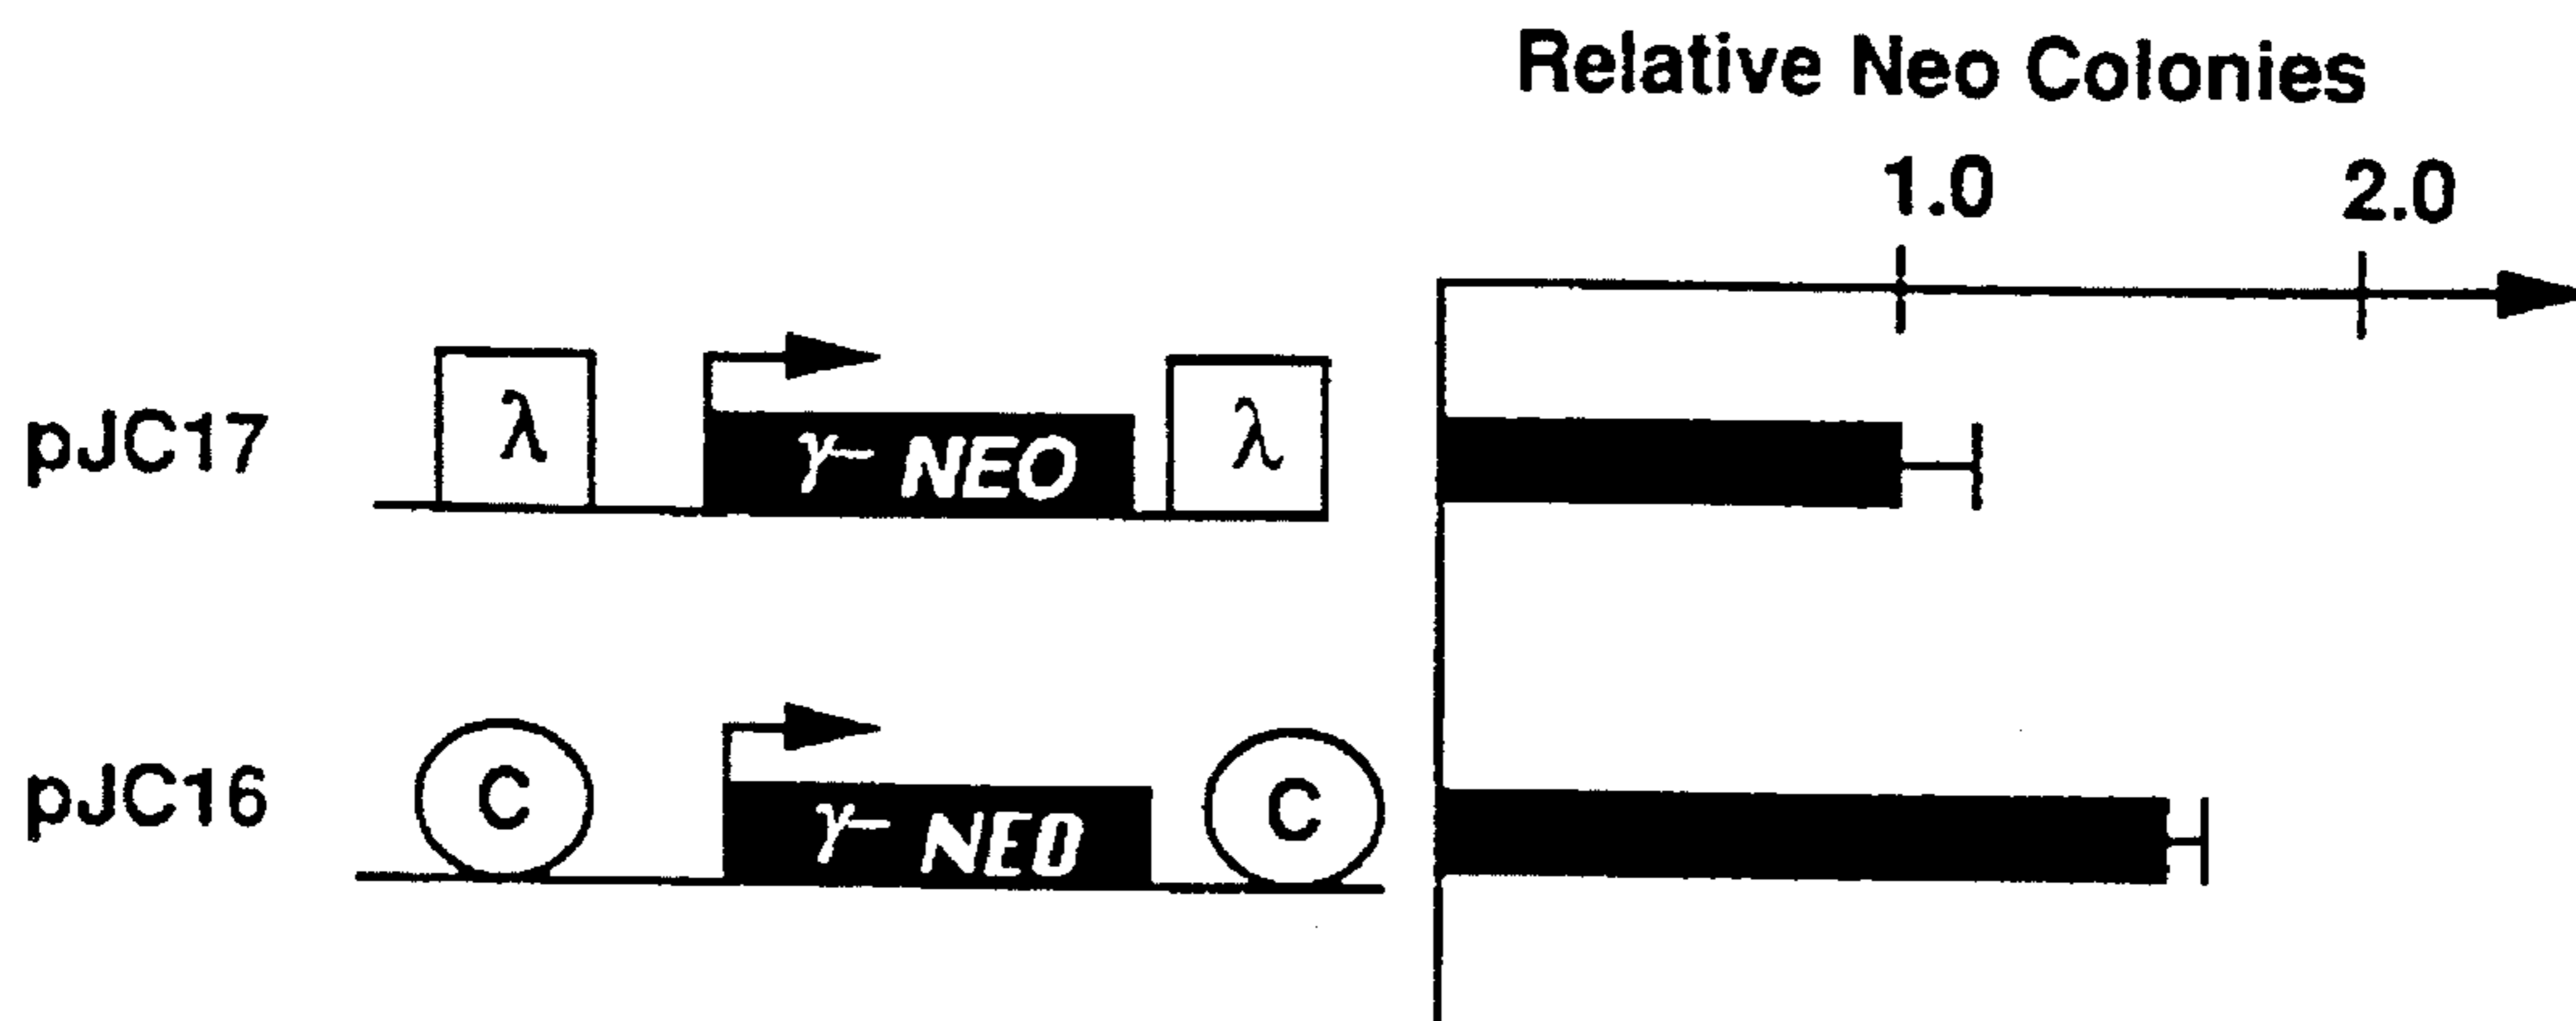 Relative Neo Colonies
1.0 2.0
pJC17 λ γ- NEO λ
pJC16 C γ- NEO C